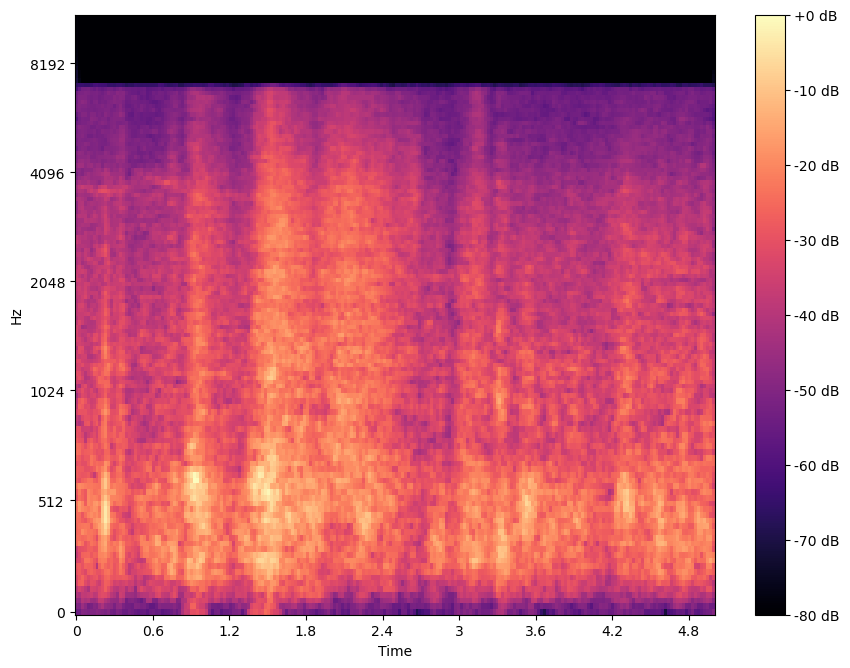 8192
4096
2048
1024
512
0
Hz
0 0.6 1.2 1.8 2.4 3 3.6 4.2 4.8
Time
+0 dB
-10 dB
-20 dB
-30 dB
-40 dB
-50 dB
-60 dB
-70 dB
-80 dB